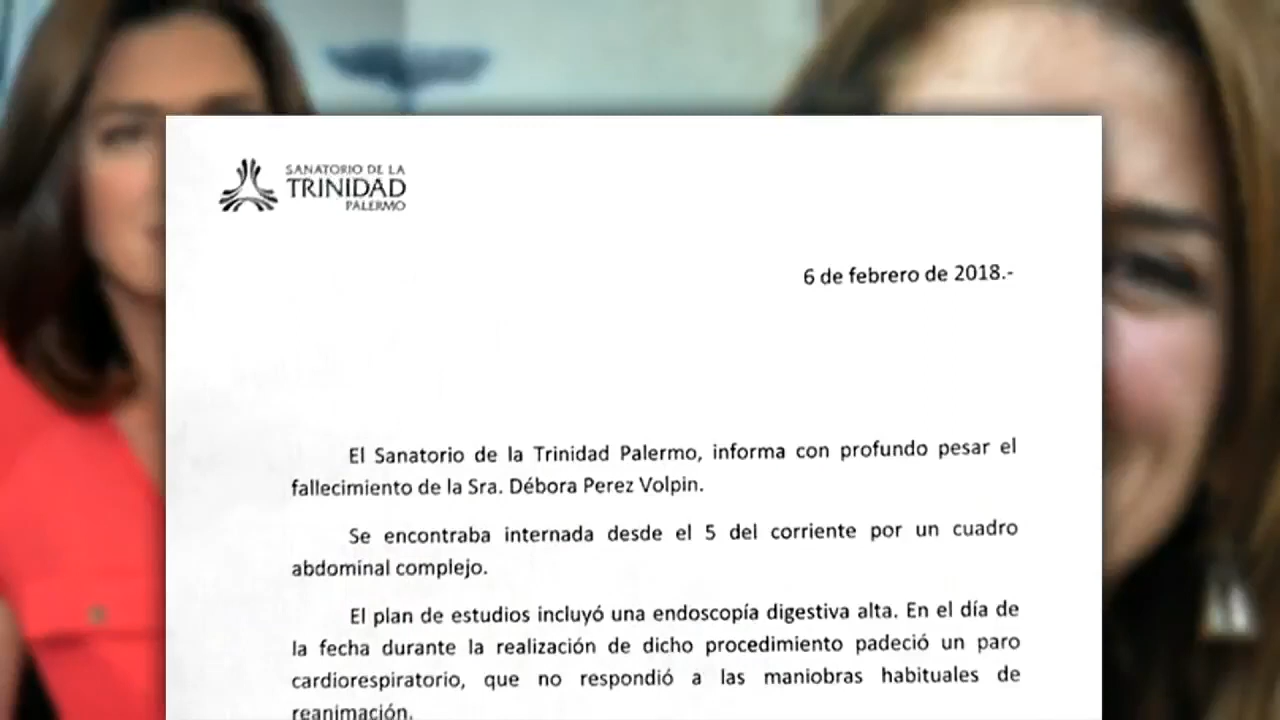 SANATORIO DE LA
TRINIDAD
PALERMO
6 de febrero de 2018.-
El Sanatorio de la Trinidad Palermo, informa con profundo pesar el
fallecimiento de la Sra. Débora Perez Volpin.
Se encontraba internada desde el 5 del corriente por un cuadro
abdominal complejo.
El plan de estudios incluyó una endoscopía digestiva alta. En el día de
la fecha durante la realización de dicho procedimiento padeció un paro
cardiorespiratorio, que no respondió a las maniobras habituales de
reanimación.